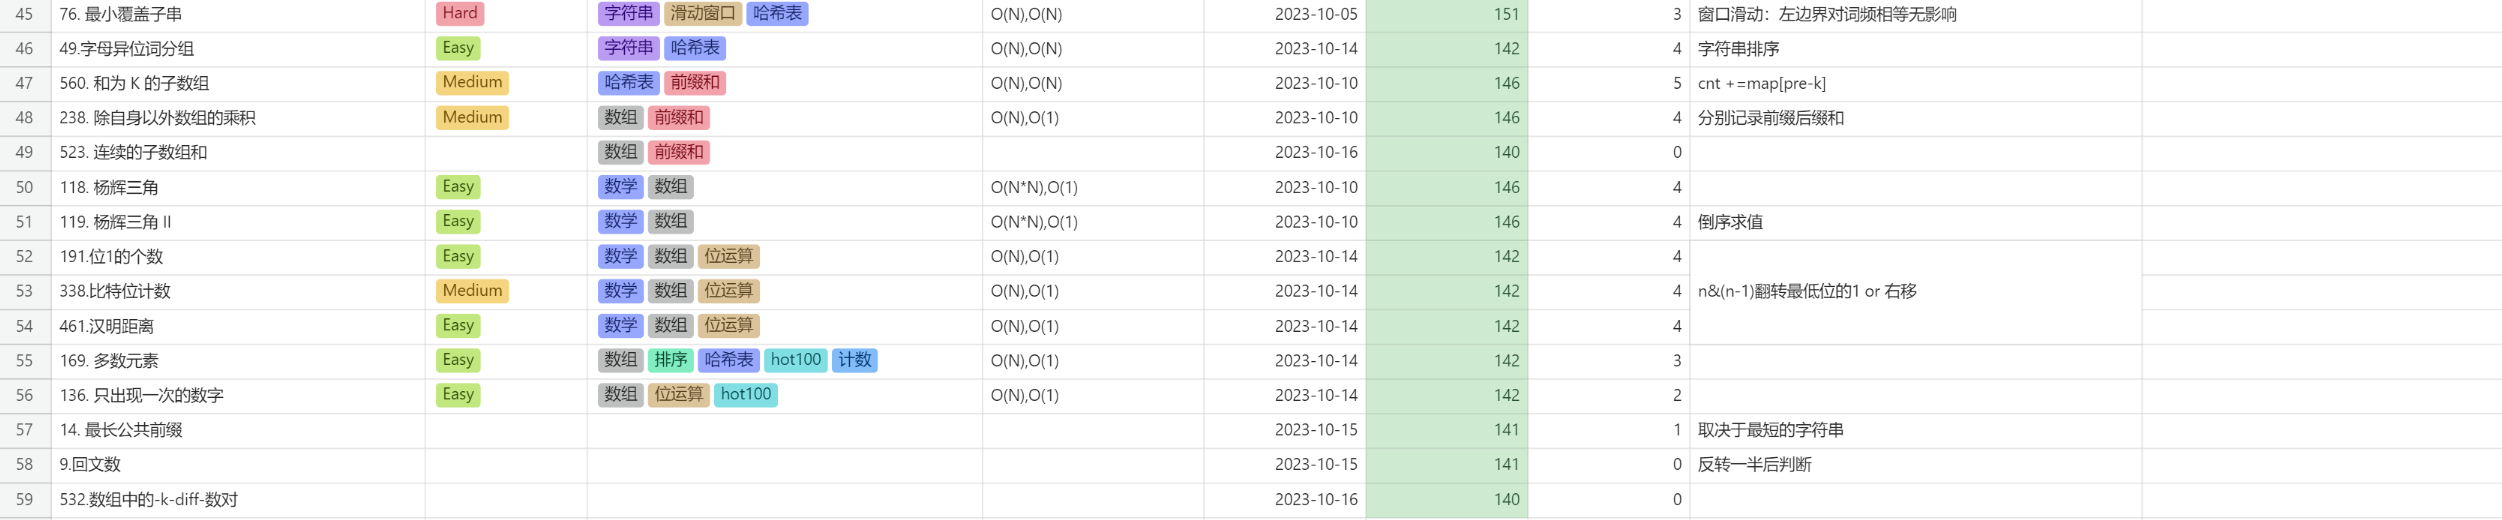 45 76. 最小覆盖子串 Hard 字符串 滑动窗口 哈希表 O(N),O(N) 2023-10-05 151 3 窗口滑动：左边界对词频相等无影响
46 49.字母异位词分组 Easy 字符串 哈希表 O(N),O(N) 2023-10-14 142 4 字符串排序
47 560. 和为 K 的子数组 Medium 哈希表 前缀和 O(N),O(N) 2023-10-10 146 5 cnt +=map[pre-k]
48 238. 除自身以外数组的乘积 Medium 数组 前缀和 O(N),O(1) 2023-10-10 146 4 分别记录前缀后缀和
49 523. 连续的子数组和 数组 前缀和 2023-10-16 140 0
50 118. 杨辉三角 Easy 数学 数组 O(N*N),O(1) 2023-10-10 146 4
51 119. 杨辉三角 II Easy 数学 数组 O(N*N),O(1) 2023-10-10 146 4 倒序求值
52 191.位1的个数 Easy 数学 数组 位运算 O(N),O(1) 2023-10-14 142 4
53 338.比特位计数 Medium 数学 数组 位运算 O(N),O(1) 2023-10-14 142 4 n&(n-1)翻转最低位的1 or 右移
54 461.汉明距离 Easy 数学 数组 位运算 O(N),O(1) 2023-10-14 142 4
55 169. 多数元素 Easy 数组 排序 哈希表 hot100 计数 O(N),O(1) 2023-10-14 142 3
56 136. 只出现一次的数字 Easy 数组 位运算 hot100 O(N),O(1) 2023-10-14 142 2
57 14. 最长公共前缀 2023-10-15 141 1 取决于最短的字符串
58 9.回文数 2023-10-15 141 0 反转一半后判断
59 532.数组中的-k-diff-数对 2023-10-16 140 0